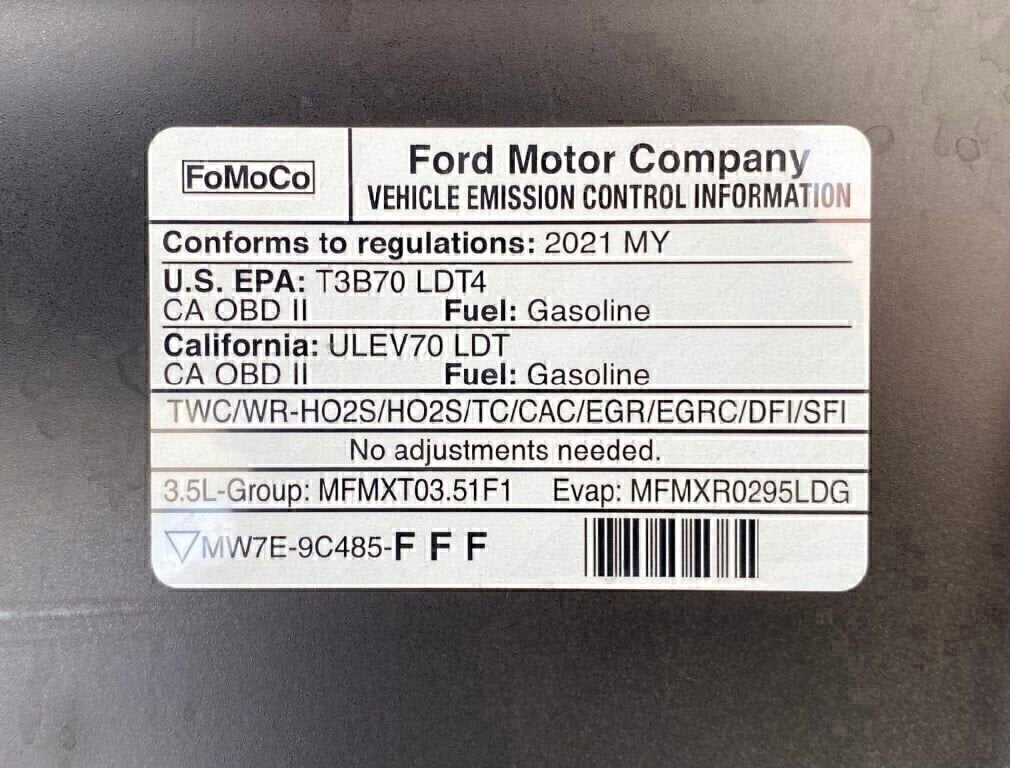 FoMoCo
Ford Motor Company
VEHICLE EMISSION CONTROL INFORMATION
Conforms to regulations: 2021 MY
U.S. EPA: T3B70 LDT4
CA OBD II Fuel: Gasoline
California: ULEV70 LDT
CA OBD II Fuel: Gasoline
TWC/WR-HO2S/HO2S/TC/CAC/EGR/EGRC/DFI/SFI
No adjustments needed.
3.5L-Group: MFMXT03.51F1 Evap: MFMXR0295LDG
MW7E-9C485-F F F